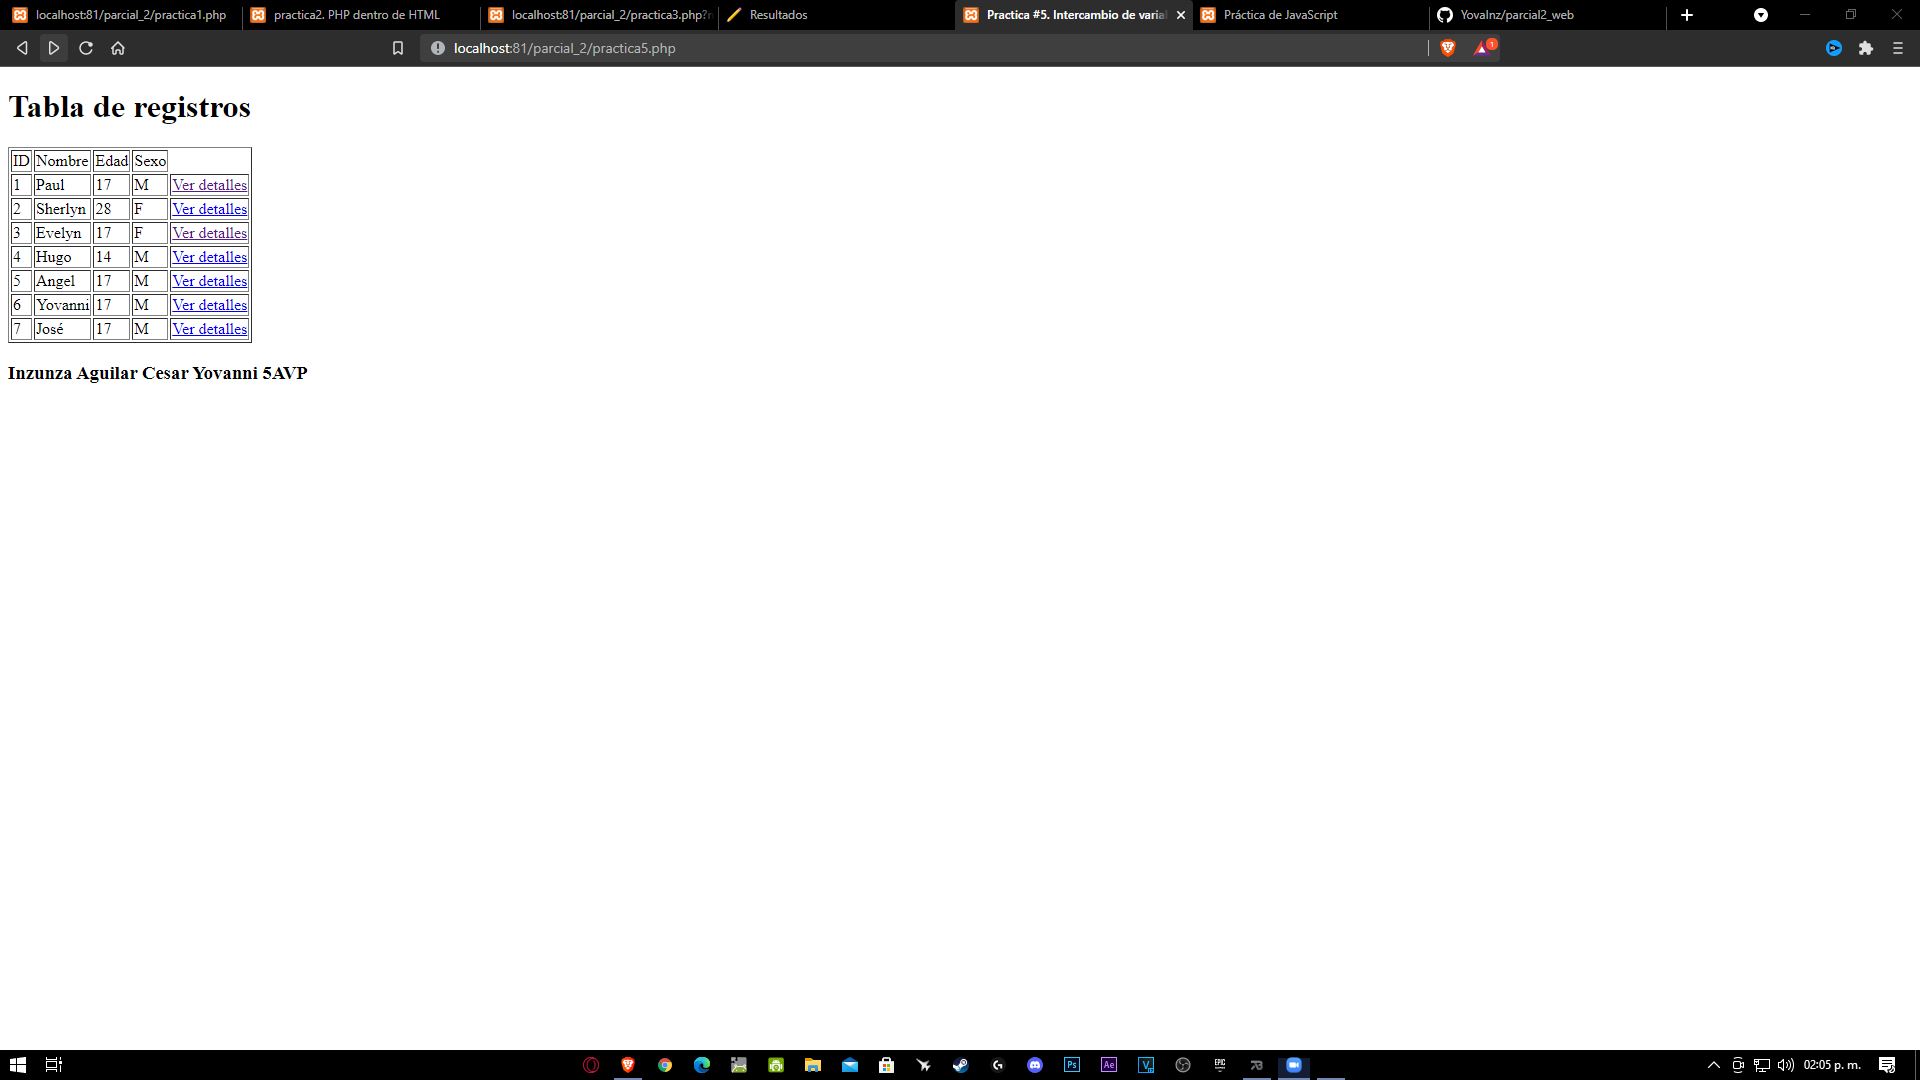 localhost:81/parcial_2/practica1.php
practica2. PHP dentro de HTML
localhost:81/parcial_2/practica3.php?
Resultados
Practica #5. Intercambio de varia
Práctica de JavaScript
YovaInz/parcial2_web
localhost:81/parcial_2/practica5.php
1
Tabla de registros
ID Nombre Edad Sexo
1 Paul 17 M Ver detalles
2 Sherlyn 28 F Ver detalles
3 Evelyn 17 F Ver detalles
4 Hugo 14 M Ver detalles
5 Angel 17 M Ver detalles
6 Yovanni 17 M Ver detalles
7 José 17 M Ver detalles
Inzunza Aguilar Cesar Yovanni 5AVP
Ps
Ae
EPIC
02:05 p. m.